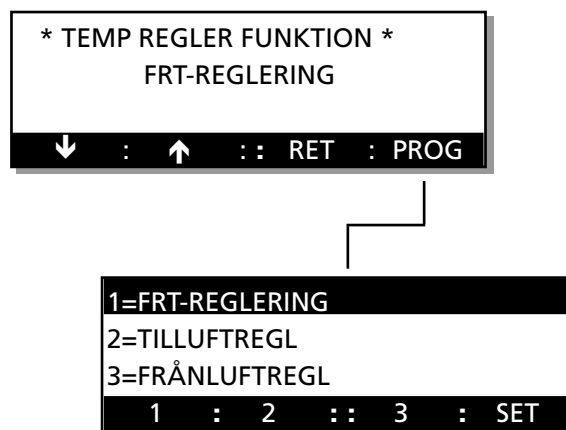 * TEMP REGLER FUNKTION *
FRT-REGLERING
↓ : ↑ : : RET : PROG
1=FRT-REGLERING
2=TILLUFTREGL
3=FRÅNLUFTREGL
1 : 2 : : 3 : SET